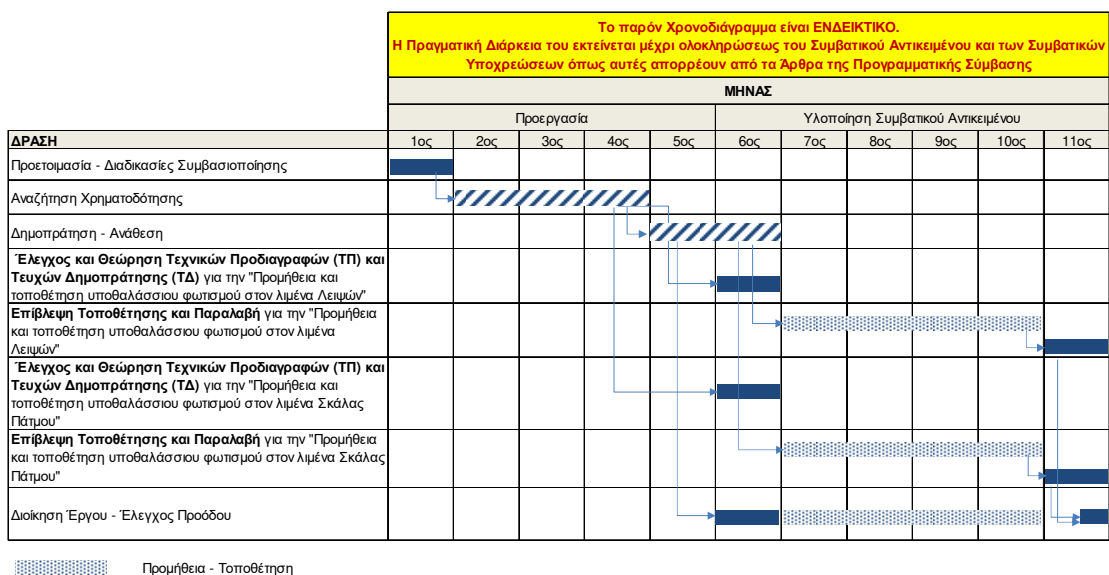 Το παρόν Χρονοδιάγραμμα είναι ΕΝΔΕΙΚΤΙΚΟ.
Η Πραγματική Διάρκεια του εκτείνεται μέχρι ολοκληρώσεως του Συμβατικού Αντικειμένου και των Συμβατικών
Υποχρεώσεων όπως αυτές απορρέουν από τα Άρθρα της Προγραμματικής Σύμβασης
ΜΗΝΑΣ
Προεργασία Υλοποίηση Συμβατικού Αντικειμένου
ΔΡΑΣΗ 1ος 2ος 3ος 4ος 5ος 6ος 7ος 8ος 9ος 10ος 11ος
Προετοιμασία - Διαδικασίες Συμβασιοποίησης
Αναζήτηση Χρηματοδότησης
Δημοπράτηση - Ανάθεση
Έλεγχος και Θεώρηση Τεχνικών Προδιαγραφών (ΤΠ) και
Τευχών Δημοπράτησης (ΤΔ) για την "Προμήθεια και
τοποθέτηση υποθαλάσσιου φωτισμού στον λιμένα Λειψών"
Επίβλεψη Τοποθέτησης και Παραλαβή για την "Προμήθεια
και τοποθέτηση υποθαλάσσιου φωτισμού στον λιμένα
Λειψών"
Έλεγχος και Θεώρηση Τεχνικών Προδιαγραφών (ΤΠ) και
Τευχών Δημοπράτησης (ΤΔ) για την "Προμήθεια και
τοποθέτηση υποθαλάσσιου φωτισμού στον λιμένα Σκάλας
Πάτμου"
Επίβλεψη Τοποθέτησης και Παραλαβή για την "Προμήθεια
και τοποθέτηση υποθαλάσσιου φωτισμού στον λιμένα Σκάλας
Πάτμου"
Διοίκηση Έργου - Έλεγχος Προόδου
Προμήθεια - Τοποθέτηση